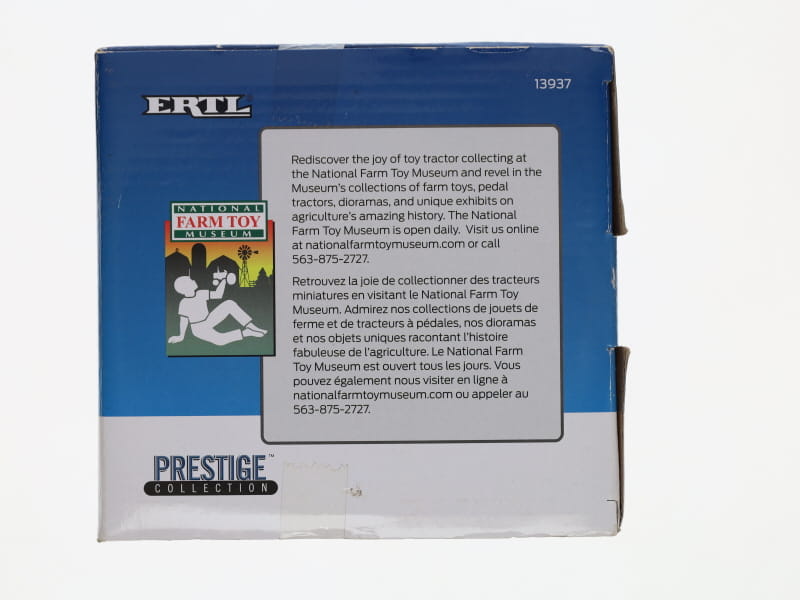 13937
ERTL
Rediscover the joy of toy tractor collecting at
the National Farm Toy Museum and revel in the
Museum's collections of farm toys, pedal
tractors, dioramas, and unique exhibits on
agriculture's amazing history. The National
Farm Toy Museum is open daily. Visit us online
at nationalfarmtoymuseum.com or call
563-875-2727.
NATIONAL
FARM TOY
MUSEUM
Retrouvez la joie de collectionner des tracteurs
miniatures en visitant le National Farm Toy
Museum. Admirez nos collections de jouets de
ferme et de tracteurs à pédales, nos dioramas
et nos objets uniques racontant l'histoire
fabuleuse de l'agriculture. Le National Farm
Toy Museum est ouvert tous les jours. Vous
pouvez également nous visiter en ligne à
nationalfarmtoymuseum.com ou appeler au
563-875-2727.
PRESTIGE™
COLLECTION